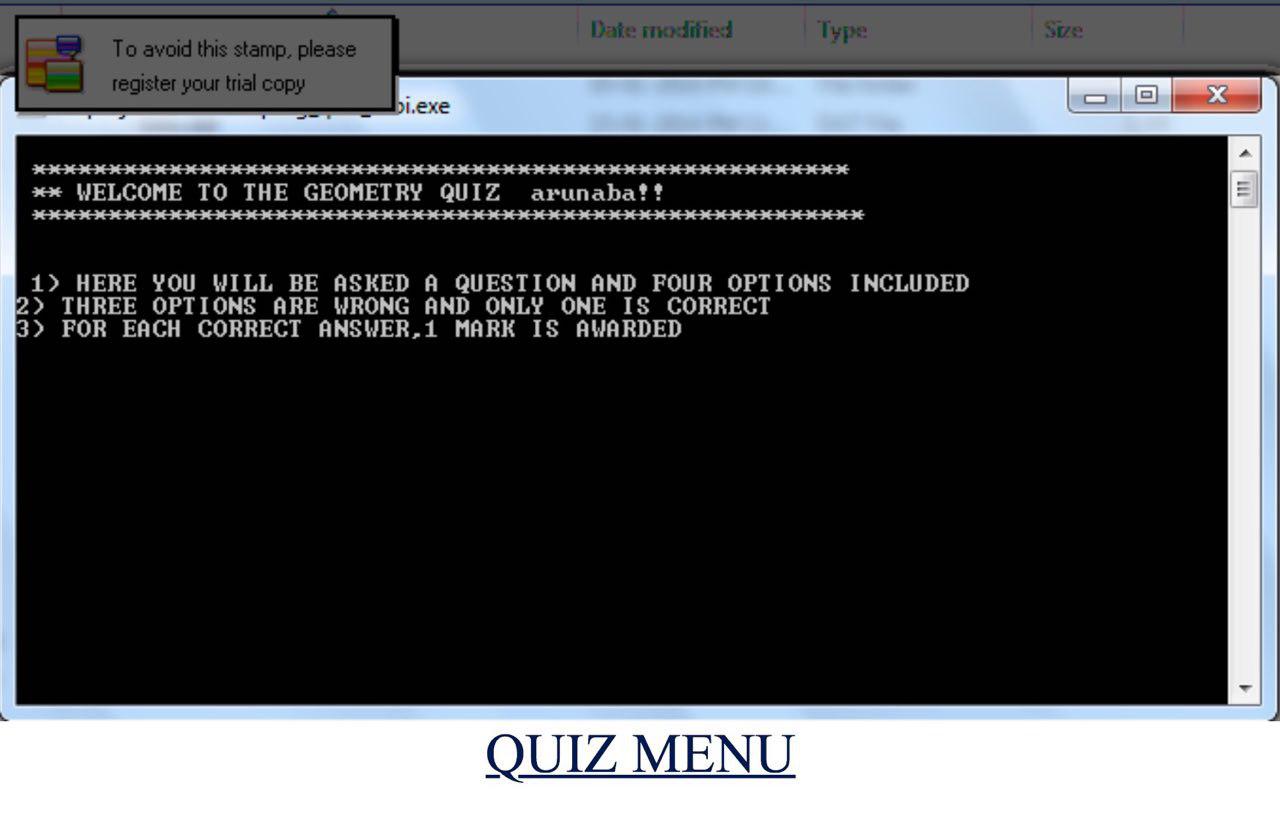 Date modified Type Size
To avoid this stamp, please
register your trial copy
bi.exe
*******************************************************
** WELCOME TO THE GEOMETRY QUIZ  arunaba!!
********************************************************
1) HERE YOU WILL BE ASKED A QUESTION AND FOUR OPTIONS INCLUDED
2) THREE OPTIONS ARE WRONG AND ONLY ONE IS CORRECT
3) FOR EACH CORRECT ANSWER,1 MARK IS AWARDED
QUIZ MENU